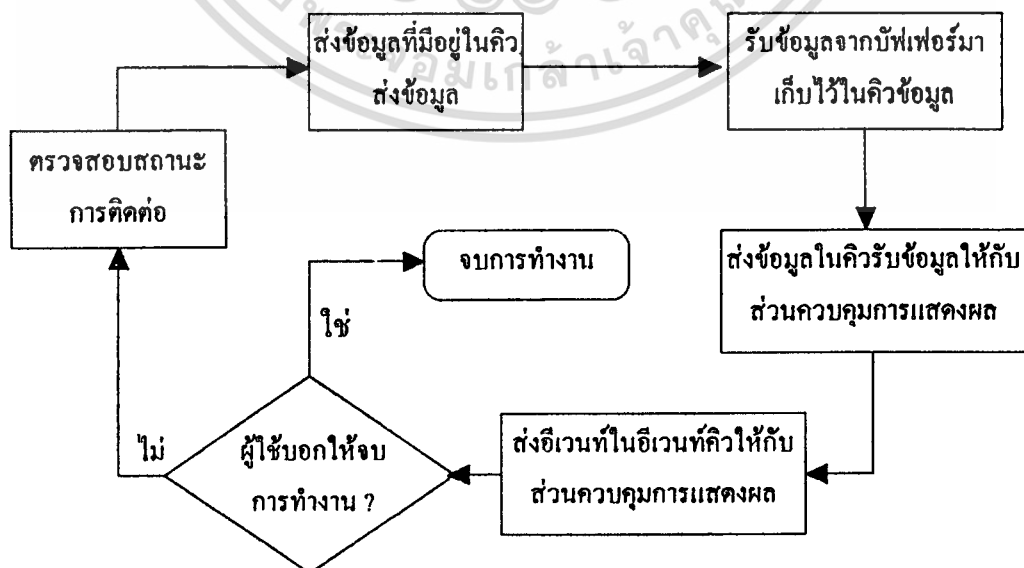 ส่งข้อมูลที่มีอยู่ในคิว
ส่งข้อมูล
รับข้อมูลจากบัฟเฟอร์มา
เก็บไว้ในคิวข้อมูล
ตรวจสอบสถานะ
การติดต่อ
จบการทำงาน
ส่งข้อมูลในคิวรับข้อมูลให้กับ
ส่วนควบคุมการแสดงผล
ใช่
ไม่
ผู้ใช้บอกให้จบ
การทำงาน ?
ส่งอีเวนท์ในอีเวนท์คิวให้กับ
ส่วนควบคุมการแสดงผล